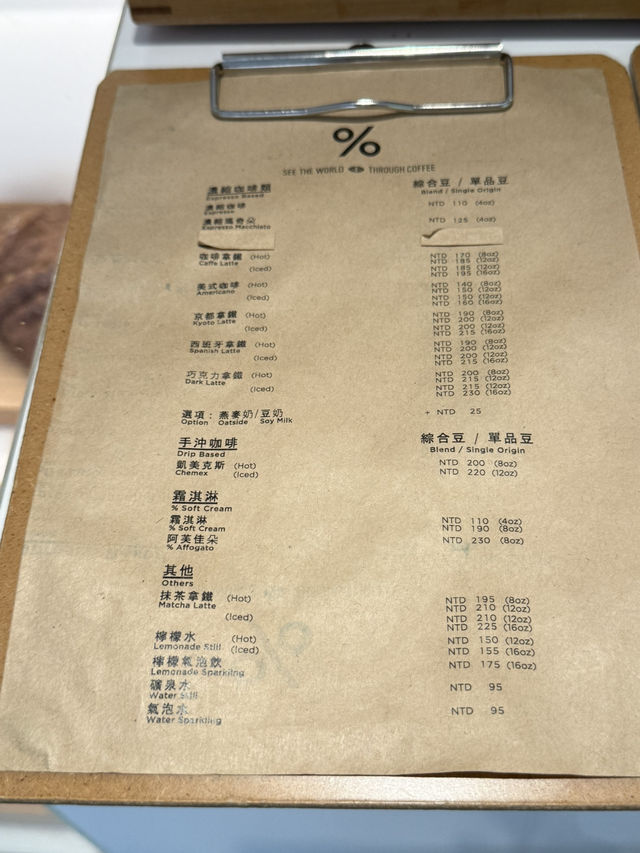 %
SEE THE WORLD THROUGH COFFEE
濃縮咖啡類 綜合豆 / 單品豆
Espresso Based Blend / Single Origin
濃縮咖啡 NTD 110 (4oz)
Espresso
濃縮瑪奇朵 NTD 125 (4oz)
Espresso Macchiato
咖啡拿鐵 (Hot) NTD 170 (8oz)
Caffe Latte NTD 185 (12oz)
(Iced) NTD 185 (12oz)
NTD 195 (16oz)
美式咖啡 (Hot) NTD 140 (8oz)
Americano NTD 150 (12oz)
(Iced) NTD 150 (12oz)
NTD 160 (16oz)
京都拿鐵 (Hot) NTD 190 (8oz)
Kyoto Latte NTD 200 (12oz)
(Iced) NTD 200 (12oz)
NTD 215 (16oz)
西班牙拿鐵 (Hot) NTD 190 (8oz)
Spanish Latte NTD 200 (12oz)
(Iced) NTD 200 (12oz)
NTD 215 (16oz)
巧克力拿鐵 (Hot) NTD 200 (8oz)
Dark Latte NTD 215 (12oz)
(Iced) NTD 215 (12oz)
NTD 230 (16oz)
選項：燕麥奶/豆奶 + NTD 25
Option Oatside Soy Milk
手沖咖啡 綜合豆 / 單品豆
Drip Based Blend / Single Origin
凱美克斯 (Hot) NTD 200 (8oz)
Chemex (Iced) NTD 220 (12oz)
霜淇淋
% Soft Cream
霜淇淋 NTD 110 (4oz)
% Soft Cream NTD 190 (8oz)
阿芙佳朵 NTD 230 (8oz)
% Affogato
其他
Others
抹茶拿鐵 (Hot) NTD 195 (8oz)
Matcha Latte NTD 210 (12oz)
(Iced) NTD 210 (12oz)
NTD 225 (16oz)
檸檬水 (Hot) NTD 150 (12oz)
Lemonade Still (Iced) NTD 155 (16oz)
檸檬氣泡飲 NTD 175 (16oz)
Lemonade Sparkilng
礦泉水 NTD 95
Water Still
氣泡水 NTD 95
Water Sparkling